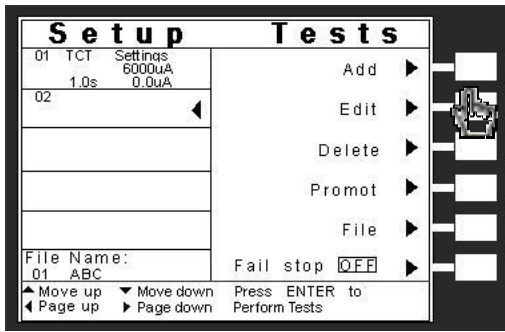 Setup Tests
01 TCT Settings
6000uA
1.0s 0.0uA
02
Add
Edit
Delete
Promot
File
File Name:
01 ABC
Fail stop OFF
Move up Move down Press ENTER to
Page up Page down Perform Tests